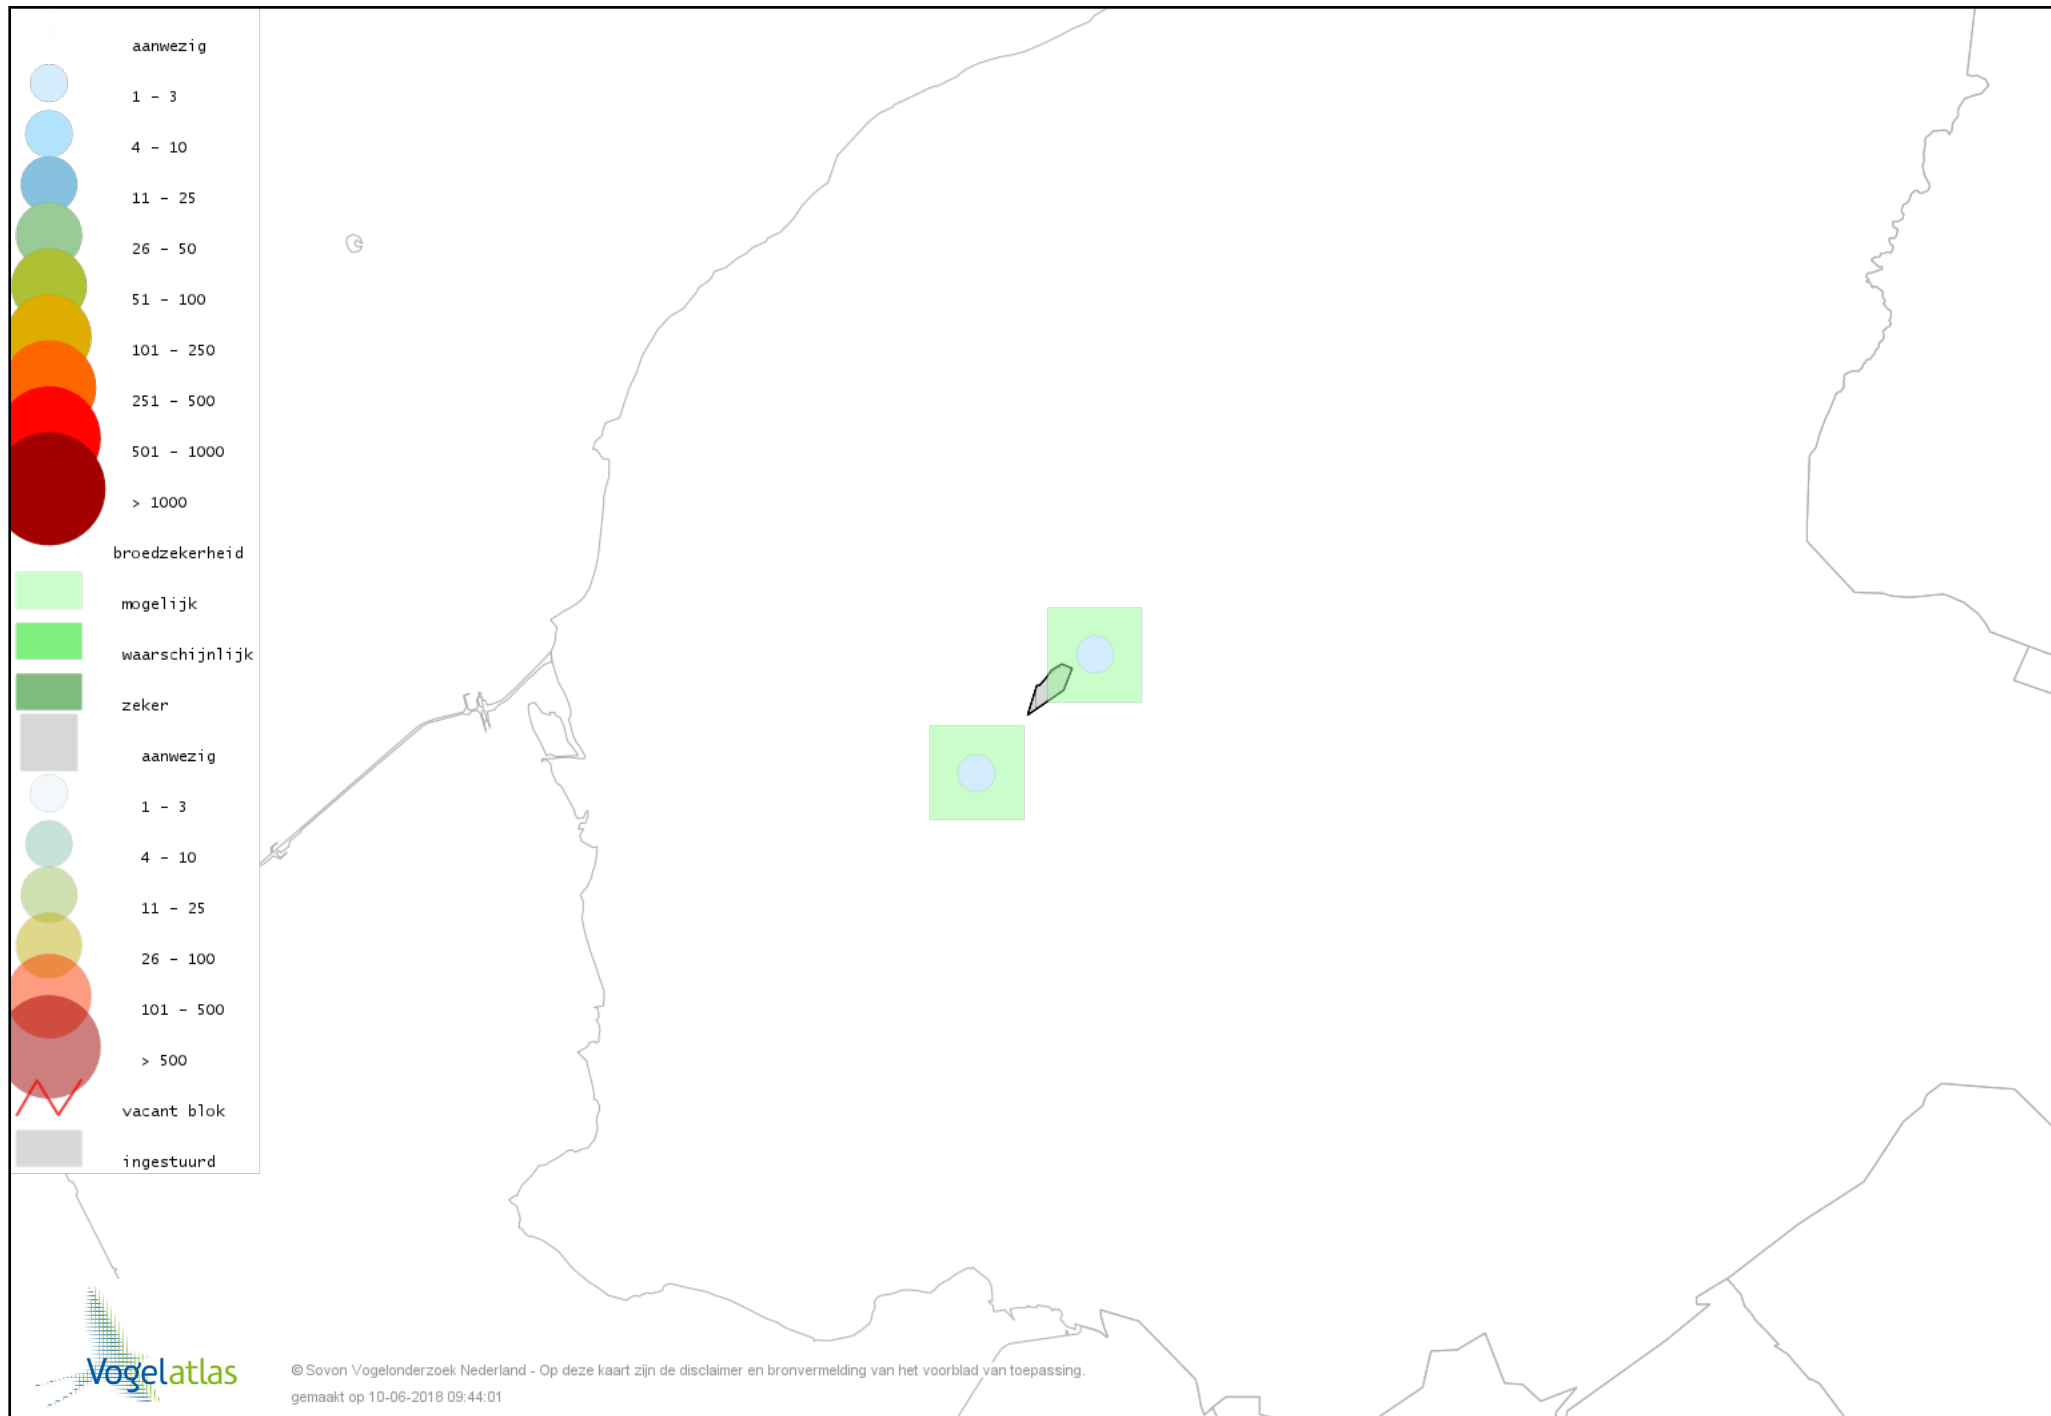 aanwezig
1 - 3
4 - 10
11 - 25
26 - 50
51 - 100
101 - 250
251 - 500
501 - 1000
> 1000
broedzekerheid
mogelijk
waarschijnlijk
zeker
aanwezig
1 - 3
4 - 10
11 - 25
26 - 100
101 - 500
> 500
vacant blok
ingestuurd
Vogelatlas
© Sovon Vogelonderzoek Nederland - Op deze kaart zijn de disclaimer en bronvermelding van het voorblad van toepassing.
gemaakt op 10-06-2018 09:44:01